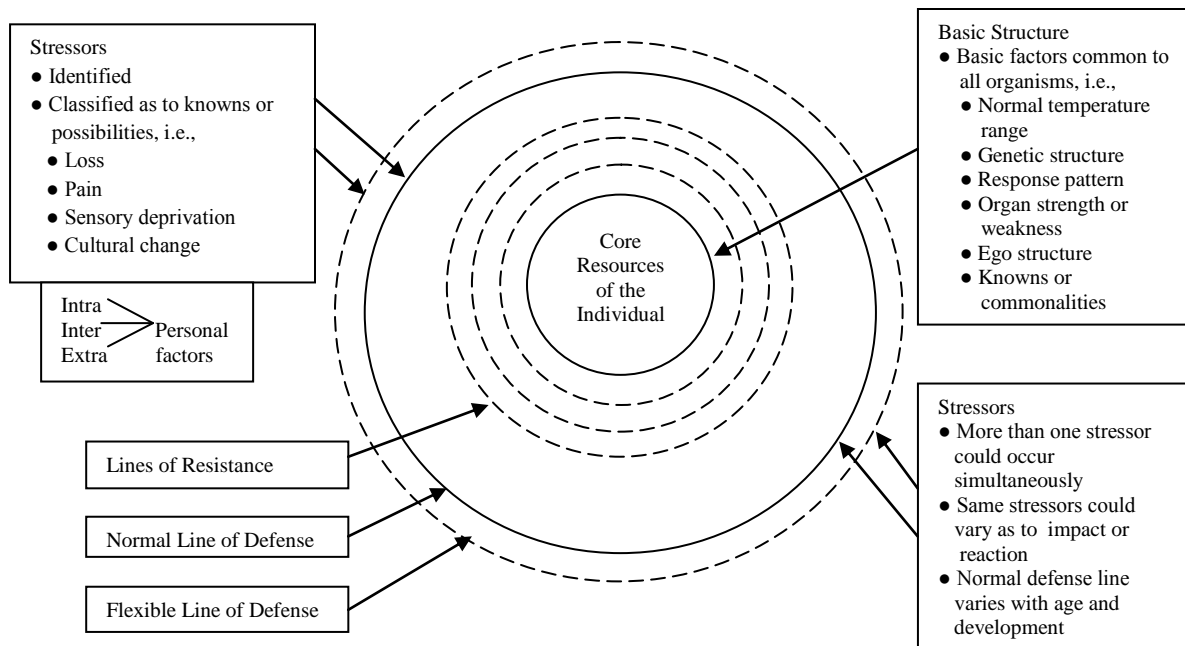 Stressors
● Identified
● Classified as to knowns or
possibilities, i.e.,
● Loss
● Pain
● Sensory deprivation
● Cultural change
Intra
Inter
Extra
Personal
factors
Lines of Resistance
Normal Line of Defense
Flexible Line of Defense
Core
Resources
of the
Individual
Basic Structure
● Basic factors common to
all organisms, i.e.,
● Normal temperature
range
● Genetic structure
● Response pattern
● Organ strength or
weakness
● Ego structure
● Knowns or
commonalities
Stressors
● More than one stressor
could occur
simultaneously
● Same stressors could
vary as to impact or
reaction
● Normal defense line
varies with age and
development